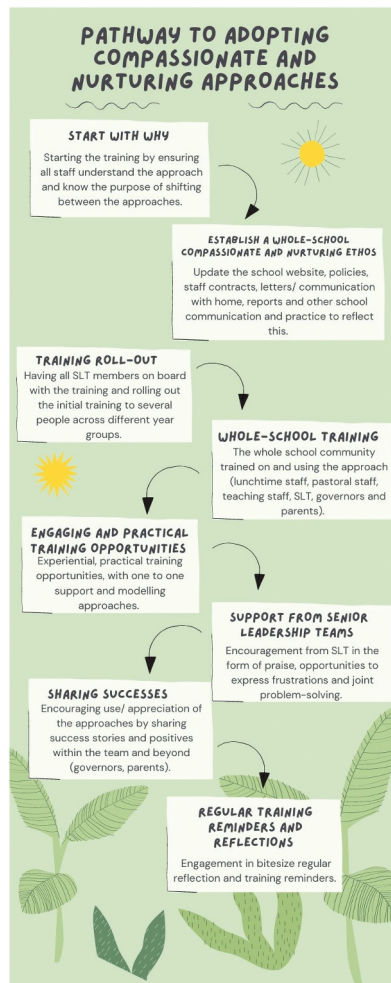 PATHWAY TO ADOPTING
COMPASSIONATE AND
NURTURING APPROACHES
START WITH WHY
Starting the training by ensuring
all staff understand the approach
and know the purpose of shifting
between the approaches.
ESTABLISH A WHOLE-SCHOOL
COMPASSIONATE AND NURTURING ETHOS
Update the school website, policies,
staff contracts, letters/ communication
with home, reports and other school
communication and practice to reflect
this.
TRAINING ROLL-OUT
Having all SLT members on board
with the training and rolling out
the initial training to several
people across different year
groups.
WHOLE-SCHOOL TRAINING
The whole school community
trained on and using the approach
(lunchtime staff, pastoral staff,
teaching staff, SLT, governors and
parents).
ENGAGING AND PRACTICAL
TRAINING OPPORTUNITIES
Experiential, practical training
opportunities, with one to one
support and modelling
approaches.
SUPPORT FROM SENIOR
LEADERSHIP TEAMS
Encouragement from SLT in the
form of praise, opportunities to
express frustrations and joint
problem-solving.
SHARING SUCCESSES
Encouraging use/ appreciation of
the approaches by sharing
success stories and positives
within the team and beyond
(governors, parents).
REGULAR TRAINING
REMINDERS AND
REFLECTIONS
Engagement in bitesize regular
reflection and training reminders.